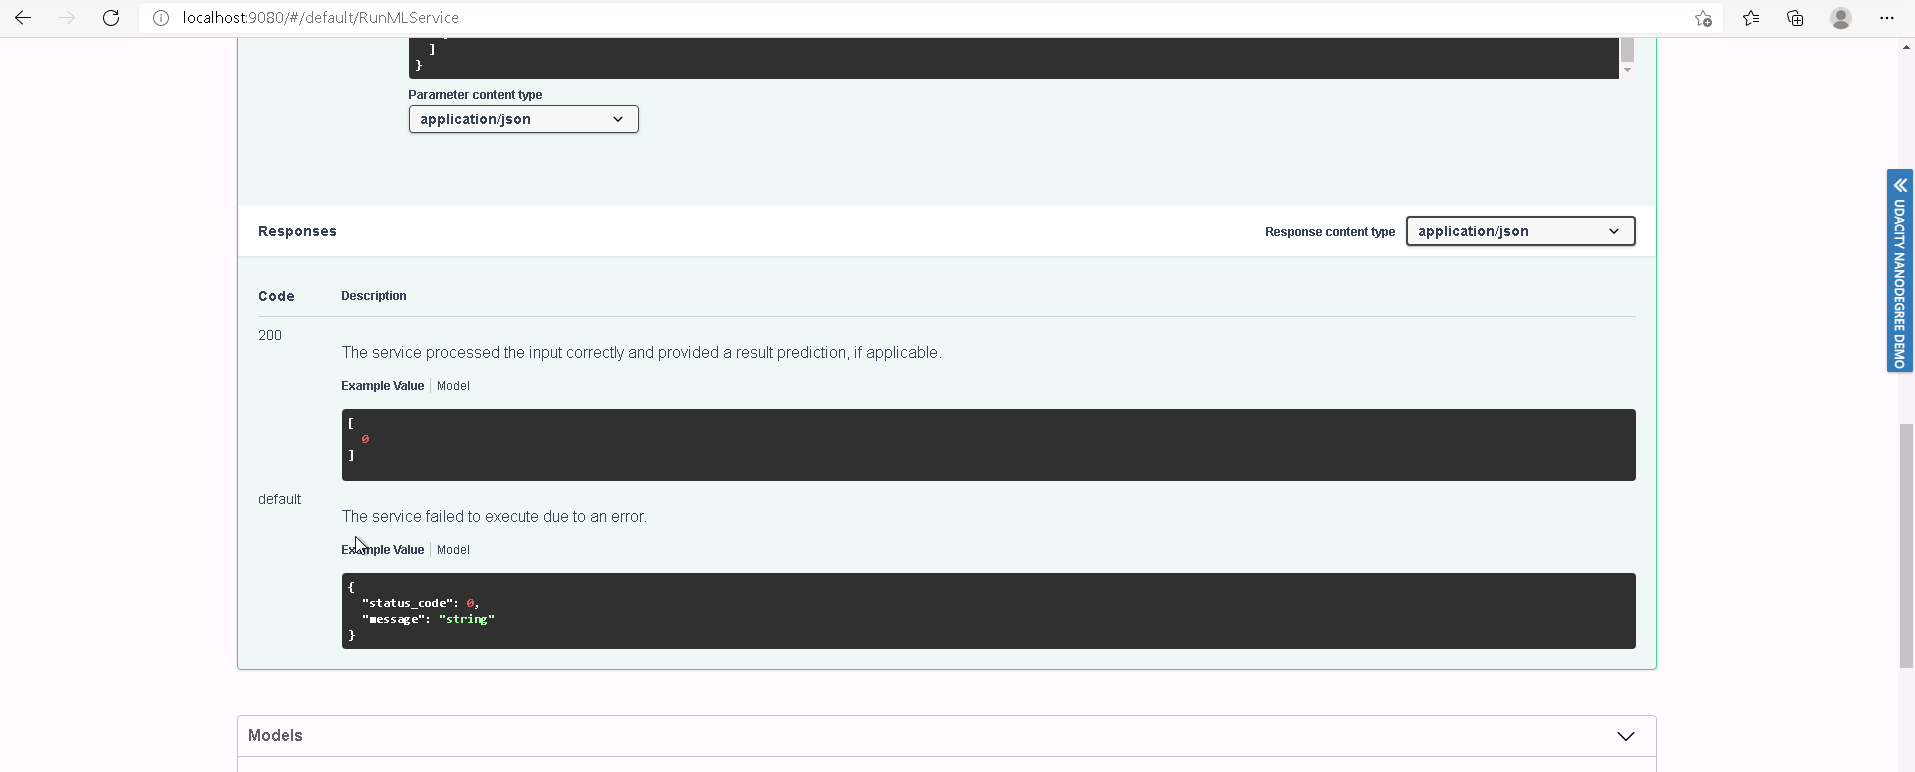 localhost:9080/#/default/RunMLService
]
}
Parameter content type
application/json
Responses
Response content type
application/json
UDACITY NANODEGREE DEMO
Code Description
200
The service processed the input correctly and provided a result prediction, if applicable.
Example Value Model
[
0
]
default
The service failed to execute due to an error.
Example Value Model
{
"status_code": 0,
"message": "string"
}
Models